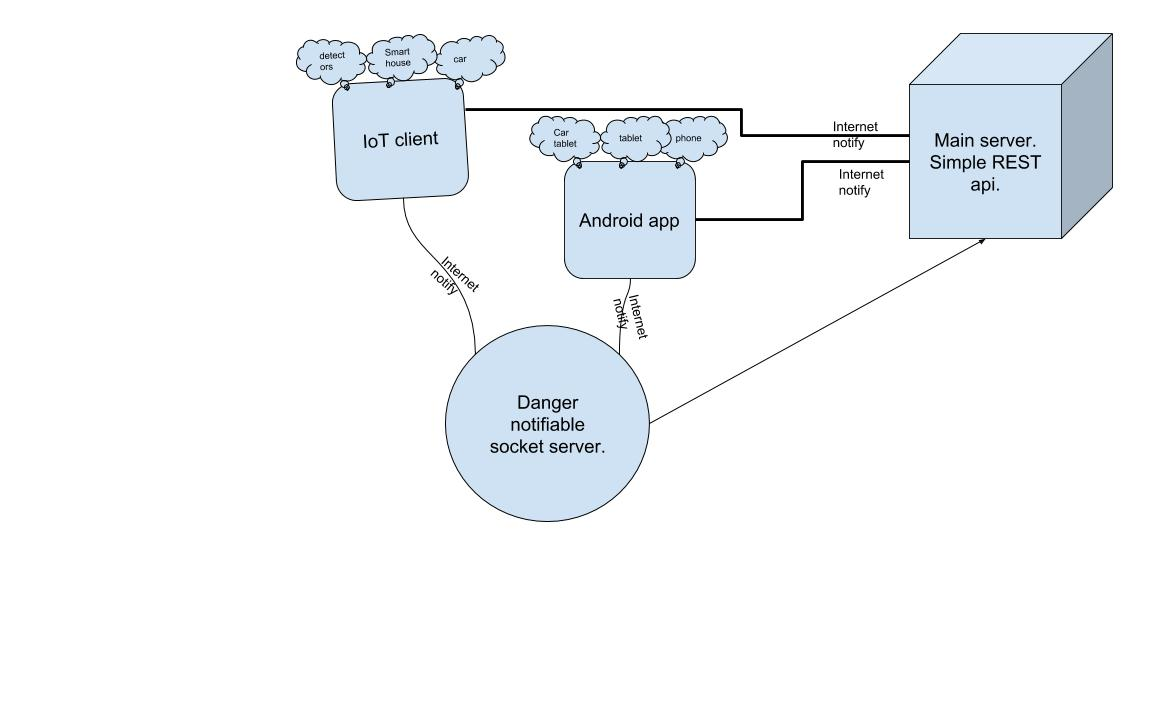 detect
ors
Smart
house
car
IoT client
Car
tablet
tablet
phone
Android app
Internet
notify
Internet
notify
Main server.
Simple REST
api.
Internet
notify
Internet
notify
Danger
notifiable
socket server.